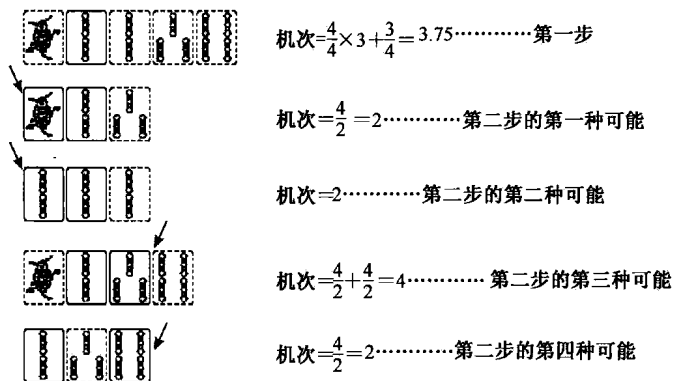 机次=4/4×3+3/4=3.75…………第一步
机次=4/2=2…………第二步的第一种可能
机次=2…………第二步的第二种可能
机次=4/2+4/2=4…………第二步的第三种可能
机次=4/2=2…………第二步的第四种可能